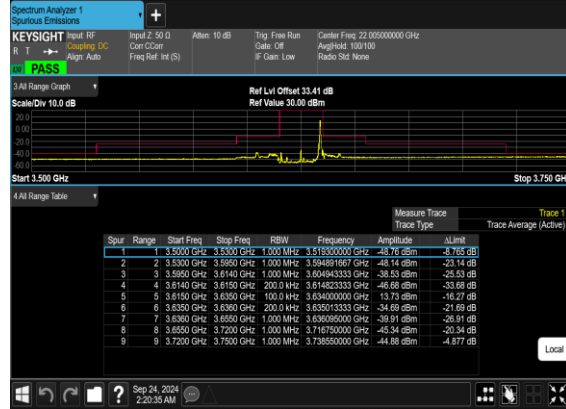 Spectrum Analyzer 1
Spurious Emissions
+
KEYSIGHT Input: RF Input Z: 50 Ω Atten: 10 dB Trig: Free Run Center Freq: 22.005000000 GHz
R T Coupling: DC Corr CCorr Gate: Off Avg|Hold: 100/100
Align: Auto Freq Ref: Int (S) IF Gain: Low Radio Std: None
PASS
3 All Range Graph
Ref Lvl Offset 33.41 dB
Scale/Div 10.0 dB Ref Value 30.00 dBm
20.0
0.00
-20.0
-40.0
-60.0
Start 3.500 GHz Stop 3.750 GH
4 All Range Table
Measure Trace Trace 1
Trace Type Trace Average (Active)
Spur Range Start Freq Stop Freq RBW Frequency Amplitude ΔLimit
1 1 3.5000 GHz 3.5300 GHz 1.000 MHz 3.519300000 GHz -48.76 dBm -8.765 dB
2 2 3.5300 GHz 3.5950 GHz 1.000 MHz 3.594891667 GHz -48.14 dBm -23.14 dB
3 3 3.5950 GHz 3.6140 GHz 1.000 MHz 3.604943333 GHz -38.53 dBm -25.53 dB
4 4 3.6140 GHz 3.6150 GHz 200.0 kHz 3.614823333 GHz -46.68 dBm -33.68 dB
5 5 3.6150 GHz 3.6350 GHz 100.0 kHz 3.634000000 GHz 13.73 dBm -16.27 dB
6 6 3.6350 GHz 3.6360 GHz 200.0 kHz 3.635013333 GHz -34.69 dBm -21.69 dB
7 7 3.6360 GHz 3.6550 GHz 1.000 MHz 3.636095000 GHz -39.91 dBm -26.91 dB
8 8 3.6550 GHz 3.7200 GHz 1.000 MHz 3.716750000 GHz -45.34 dBm -20.34 dB
9 9 3.7200 GHz 3.7500 GHz 1.000 MHz 3.738550000 GHz -44.88 dBm -4.877 dB
Local
? Sep 24, 2024
2:20:35 AM